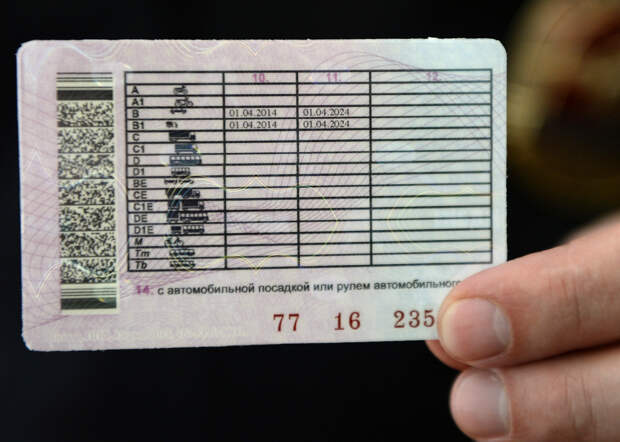 10. 11. 12.
A
A1
B 01.04.2014 01.04.2024
B1 01.04.2014 01.04.2024
C
C1
D
D1
BE
CE
C1E
DE
D1E
M
Tm
Tb
14. с автомобильной посадкой или рулем автомобильного
77 16 235